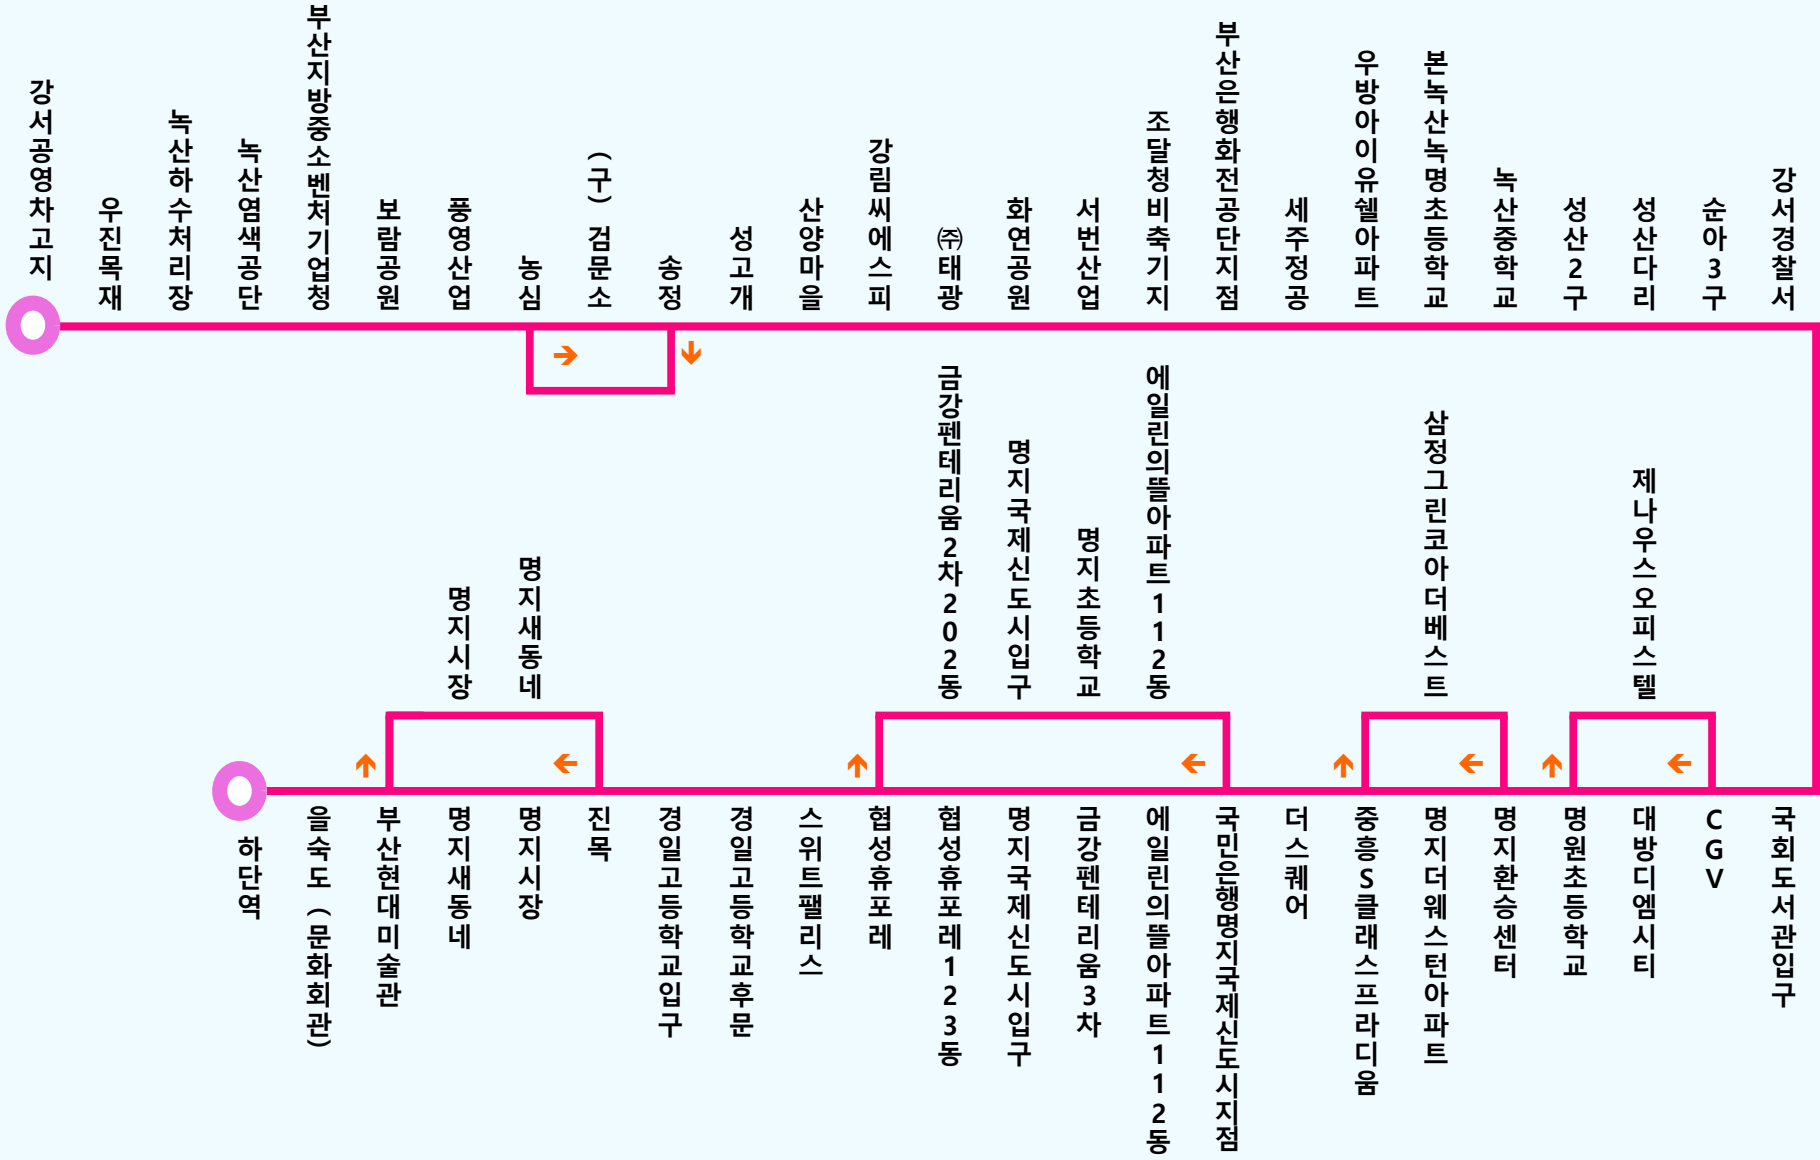 강서공영차고지
우진목재
녹산하수처리장
녹산염색공단
부산지방중소벤처기업청
보람공원
풍영산업
농심
(구) 검문소
송정
성고개
산양마을
강림씨에스피
㈜태광
화연공원
서번산업
조달청비축기지
부산은행화전공단지점
세주정공
우방아이유쉘아파트
본녹산녹명초등학교
녹산중학교
성산2구
성산다리
순아3구
강서경찰서
명지시장
명지새동네
금강펜테리움2차202동
명지국제신도시입구
명지초등학교
에일린의뜰아파트112동
삼정그린코아더베스트
제나우스오피스텔
하단역
을숙도(문화회관)
부산현대미술관
명지새동네
명지시장
진목
경일고등학교입구
경일고등학교후문
스위트팰리스
협성휴포레
협성휴포레123동
명지국제신도시입구
금강펜테리움3차
에일린의뜰아파트112동
국민은행명지국제신도시지점
더스퀘어
중흥S클래스프라디움
명지더웨스턴아파트
명지환승센터
명원초등학교
대방디엠시티
CGV
국회도서관입구